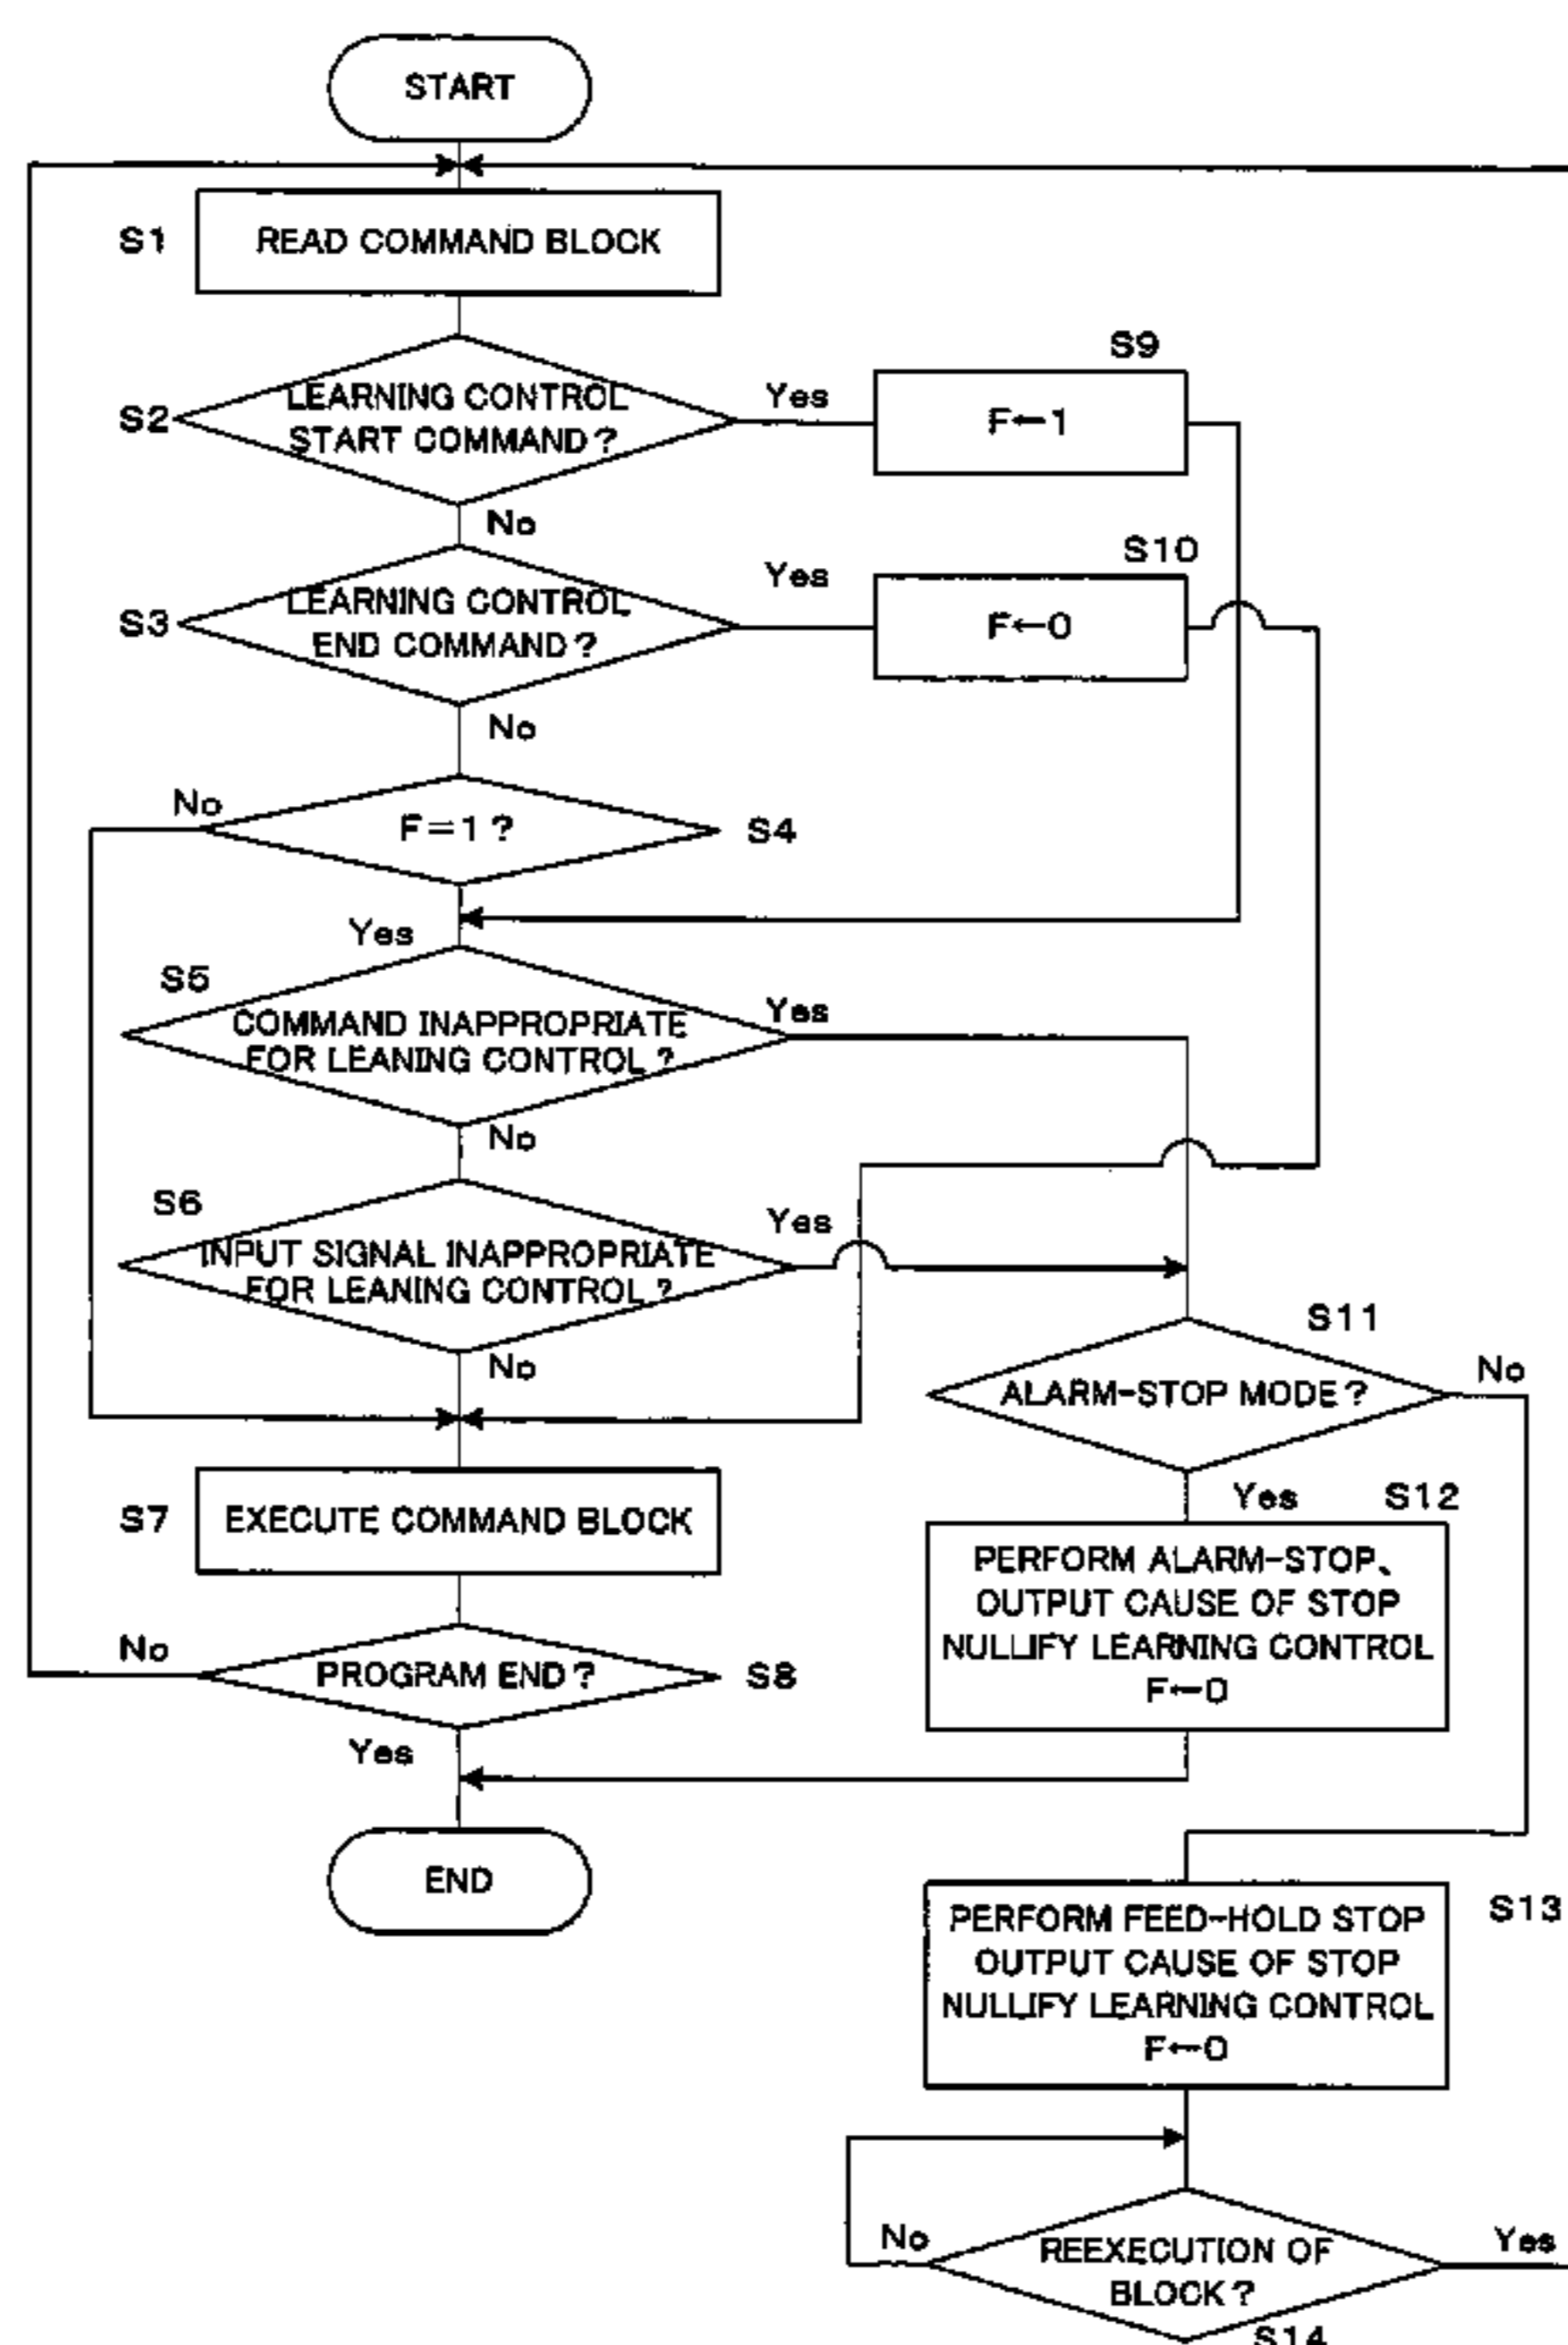 START
S1
READ COMMAND BLOCK
S2
LEARNING CONTROL
START COMMAND?
Yes
S9
F←1
No
S3
LEARNING CONTROL
END COMMAND?
Yes
S10
F←0
No
No
F=1?
S4
Yes
S5
COMMAND INAPPROPRIATE
FOR LEANING CONTROL?
Yes
No
S6
INPUT SIGNAL INAPPROPRIATE
FOR LEANING CONTROL?
Yes
No
S11
ALARM-STOP MODE?
No
Yes
S12
PERFORM ALARM-STOP、
OUTPUT CAUSE OF STOP
NULLIFY LEARNING CONTROL
F←0
S7
EXECUTE COMMAND BLOCK
No
PROGRAM END?
S8
Yes
END
S13
PERFORM FEED-HOLD STOP
OUTPUT CAUSE OF STOP
NULLIFY LEARNING CONTROL
F←0
No
REEXECUTION OF
BLOCK?
Yes
S14